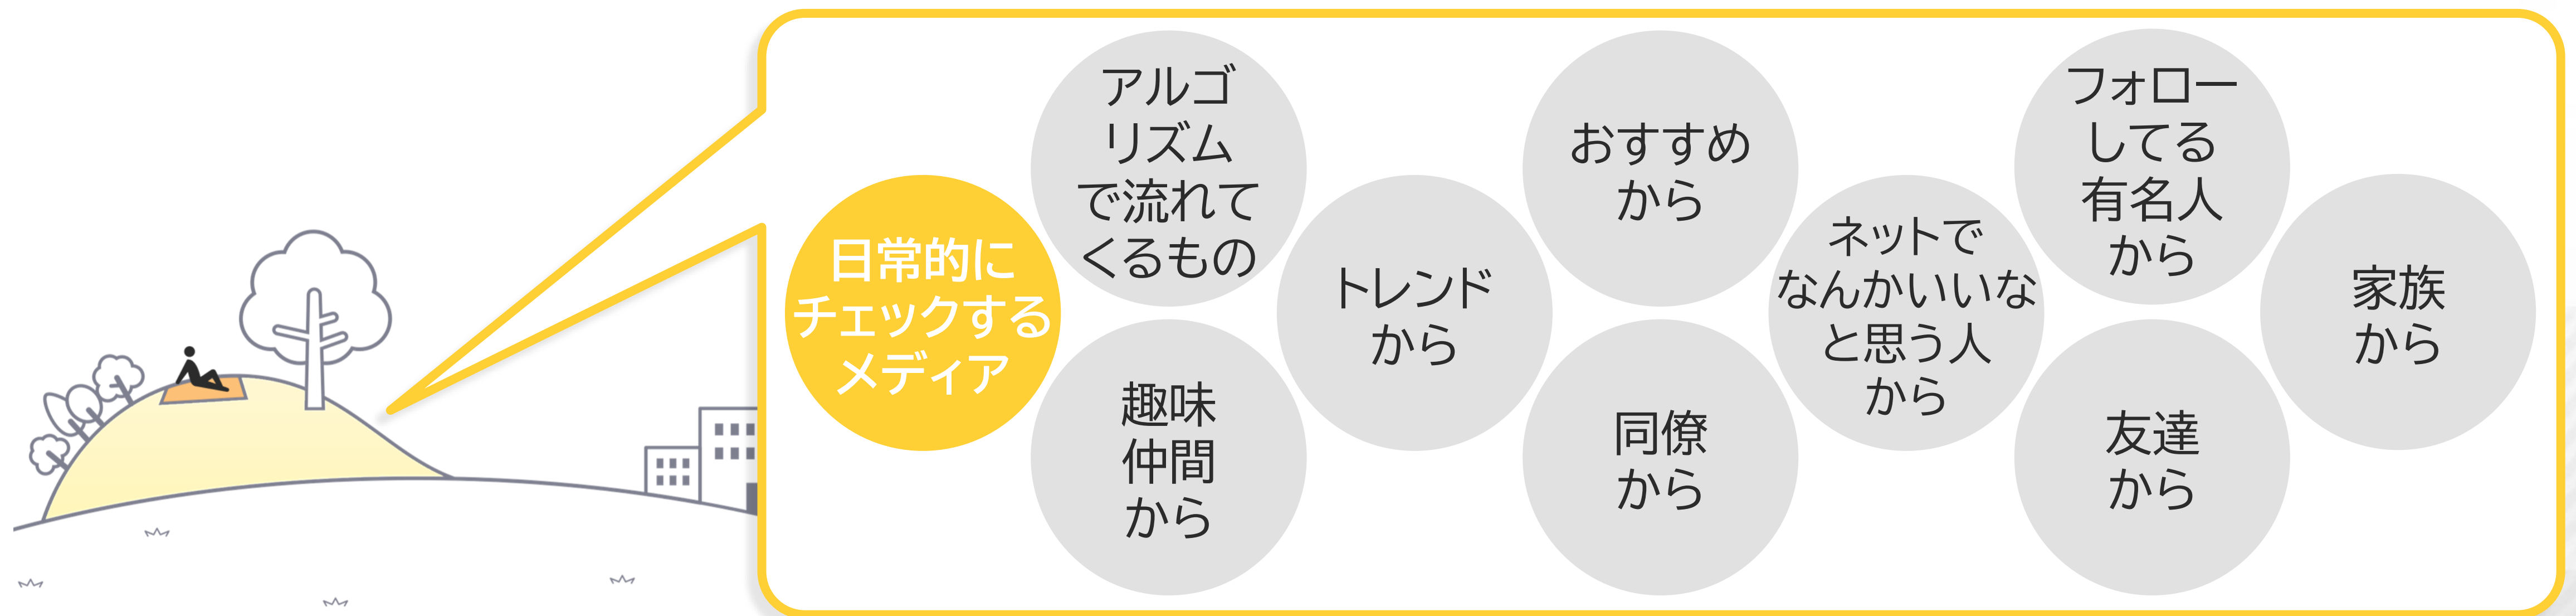 日常的に
チェックする
メディア
アルゴ
リズム
で流れて
くるもの
趣味
仲間
から
トレンド
から
おすすめ
から
同僚
から
ネットで
なんかいいな
と思う人
から
フォロー
してる
有名人
から
友達
から
家族
から